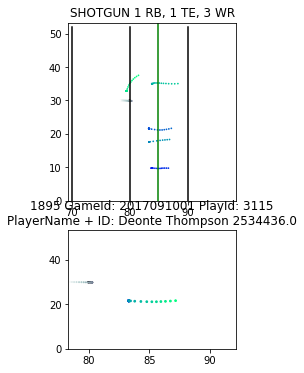 SHOTGUN 1 RB, 1 TE, 3 WR
50
40
30
20
10
0
70 80 90
1895 GameId: 2017091001 PlayId: 3115
PlayerName + ID: Deonte Thompson 2534436.0
40
20
0
80 85 90